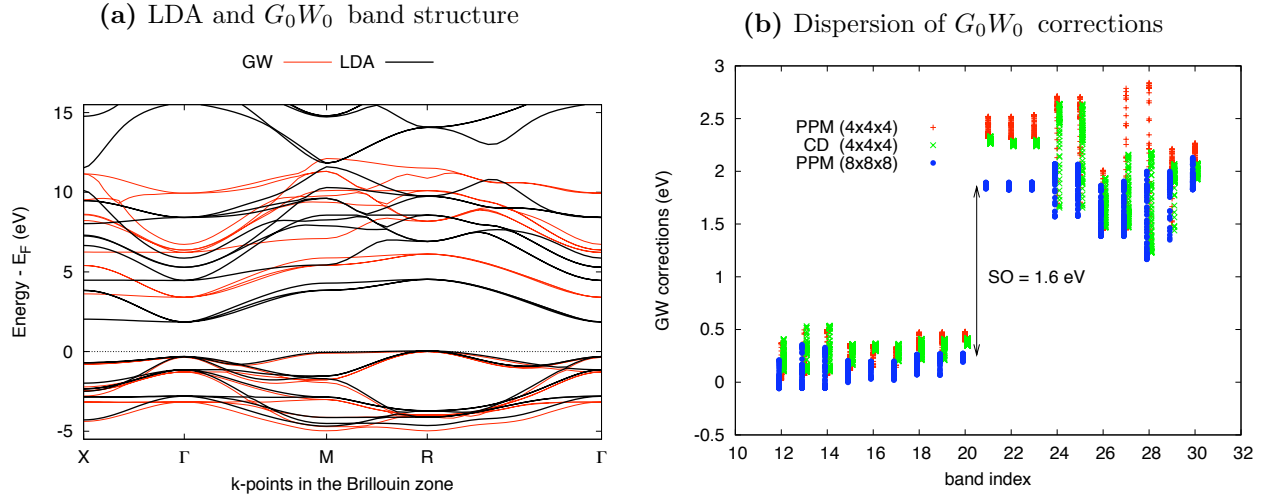 (a) LDA and G₀W₀ band structure
GW LDA
15
10
5
0
-5
Energy - E_F (eV)
X Γ M R Γ
k-points in the Brillouin zone
(b) Dispersion of G₀W₀ corrections
3
2.5
2
1.5
1
0.5
0
-0.5
GW corrections (eV)
PPM (4x4x4)
CD (4x4x4)
PPM (8x8x8)
SO = 1.6 eV
10 12 14 16 18 20 22 24 26 28 30 32
band index